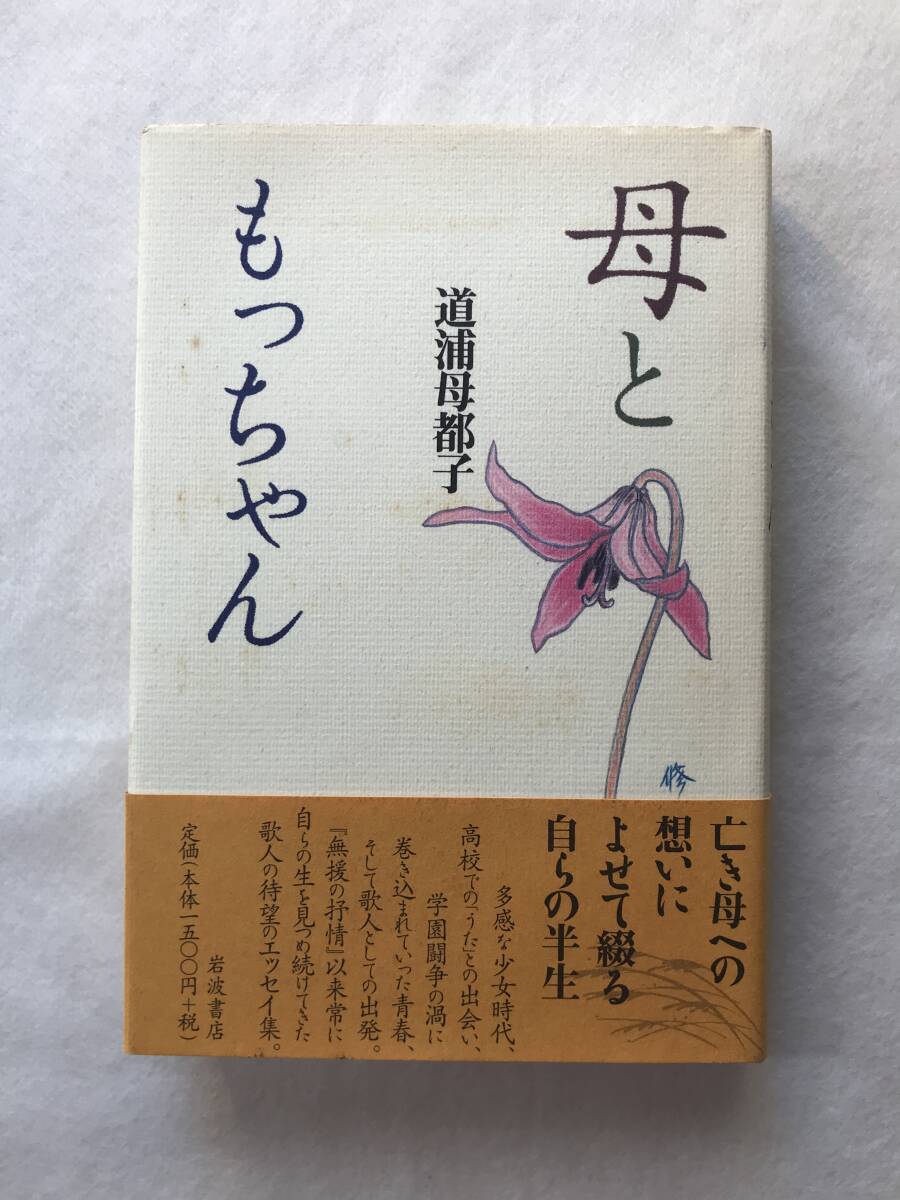 母と
もっちゃん
道浦母都子
修
亡き母への
想いに
よせて綴る
自らの半生
多感な少女時代、
高校での「うた」との出会い、
学園闘争の渦に
巻き込まれていった青春、
そして歌人としての出発。
『無援の抒情』以来常に
自らの生を見つめ続けてきた
歌人の待望のエッセイ集。
岩波書店
定価(本体一五〇〇円+税)